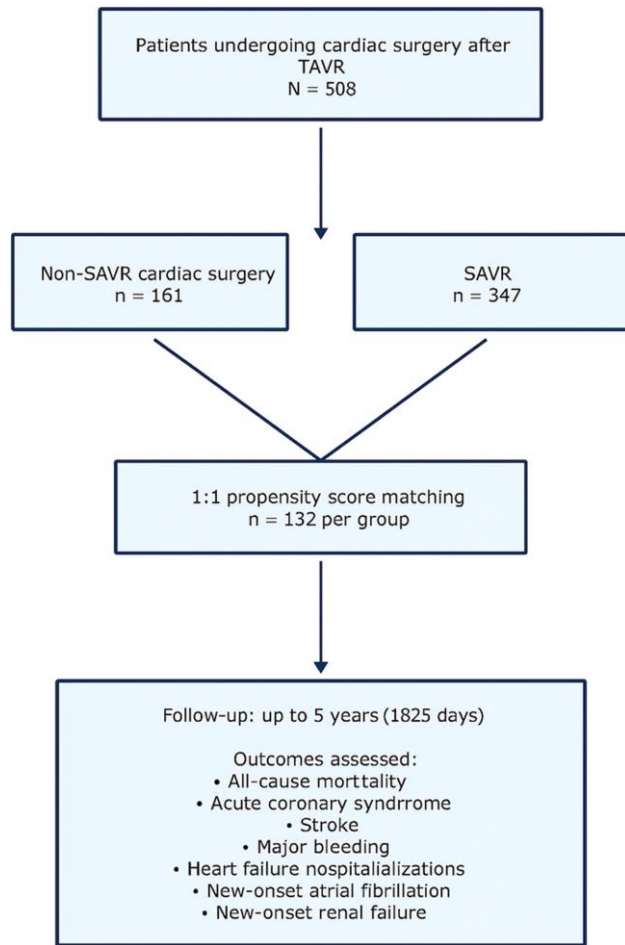 Patients undergoing cardiac surgery after
TAVR
N = 508
Non-SAVR cardiac surgery
n = 161
SAVR
n = 347
1:1 propensity score matching
n = 132 per group
Follow-up: up to 5 years (1825 days)
Outcomes assessed:
• All-cause morttality
• Acute coronary syndrrome
• Stroke
• Major bleeding
• Heart failure nospitalializations
• New-onset atrial fibrillation
• New-onset renal failure